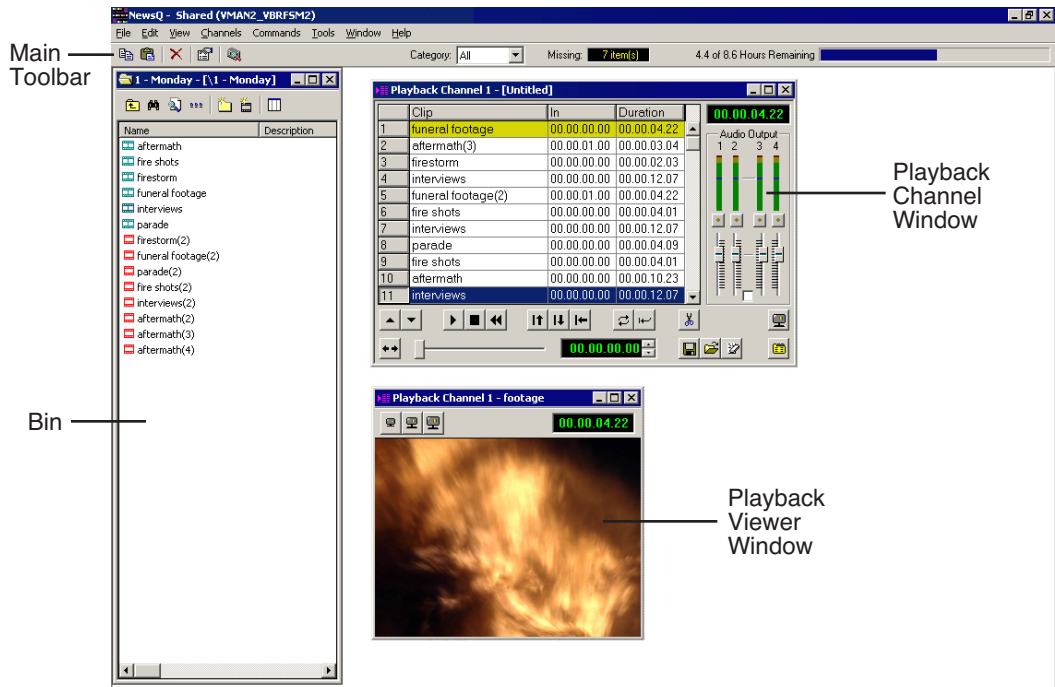 NewsQ - Shared (VMAN2_VBRFSM2)
File Edit View Channels Commands Tools Window Help
Main
Toolbar
Category: All Missing: 7 item(s) 4.4 of 8.6 Hours Remaining
1 - Monday - [\1 - Monday]
Name Description
aftermath
fire shots
firestorm
funeral footage
interviews
parade
firestorm(2)
funeral footage(2)
parade(2)
fire shots(2)
interviews(2)
aftermath(2)
aftermath(3)
aftermath(4)
Bin
Playback Channel 1 - [Untitled]
Clip In Duration
1 funeral footage 00.00.00.00 00.00.04.22
2 aftermath(3) 00.00.01.00 00.00.03.04
3 firestorm 00.00.00.00 00.00.02.03
4 interviews 00.00.00.00 00.00.12.07
5 funeral footage(2) 00.00.01.00 00.00.04.22
6 fire shots 00.00.00.00 00.00.04.01
7 interviews 00.00.00.00 00.00.12.07
8 parade 00.00.00.00 00.00.04.09
9 fire shots 00.00.00.00 00.00.04.01
10 aftermath 00.00.00.00 00.00.10.23
11 interviews 00.00.00.00 00.00.12.07
00.00.04.22
Audio Output
1 2 3 4
00.00.00.00
Playback
Channel
Window
Playback Channel 1 - footage
00.00.04.22
Playback
Viewer
Window